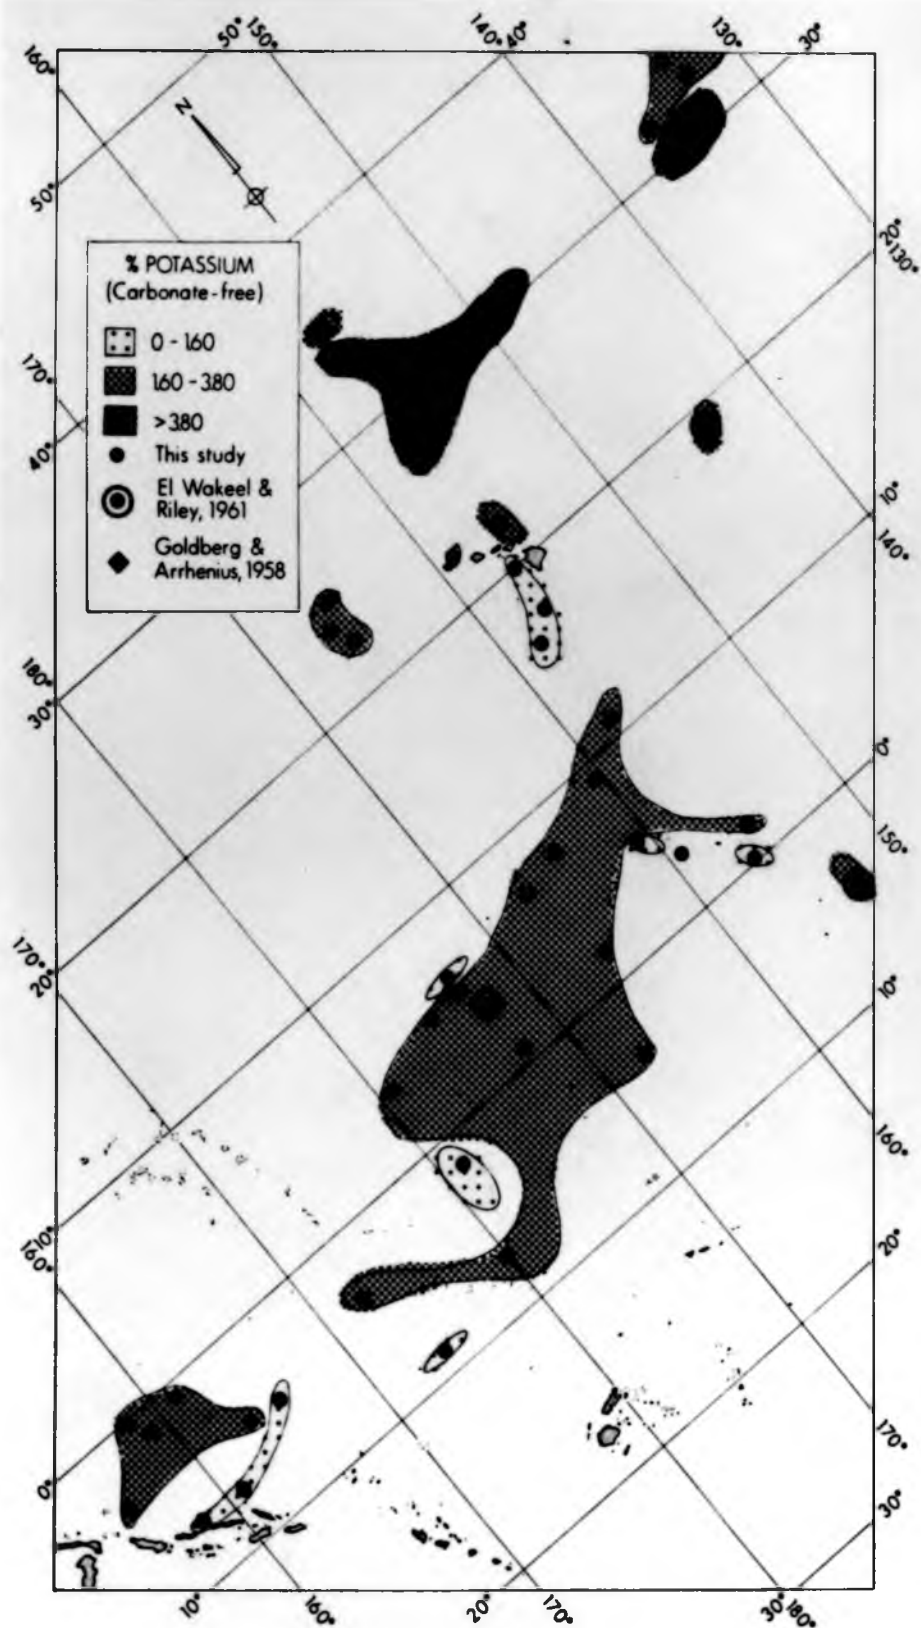 50° 150° 140° 40° 130° 30°
160°
N
50°
20°
130°
% POTASSIUM
(Carbonate-free)
0 - 1.60
1.60 - 3.80
>3.80
This study
El Wakeel &
Riley, 1961
Goldberg &
Arrhenius, 1958
170°
40°
10°
140°
180°
30°
0°
150°
170°
20°
10°
160°
10°
160°
20°
170°
0°
30°
10° 160° 20° 170° 30° 180°